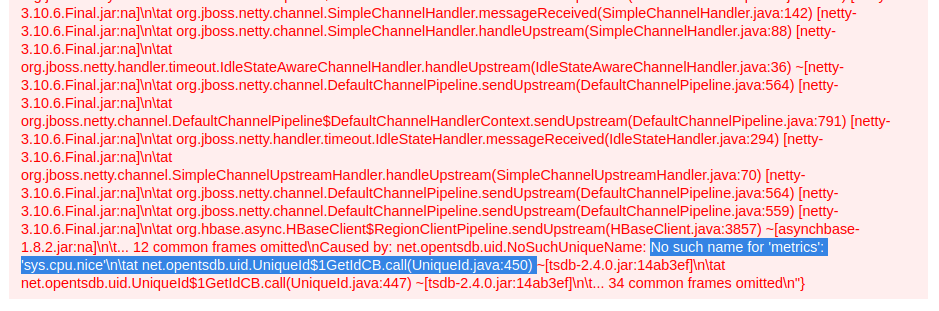 3.10.6.Final.jar:na]\n\tat org.jboss.netty.channel.SimpleChannelHandler.messageReceived(SimpleChannelHandler.java:142) [netty-
3.10.6.Final.jar:na]\n\tat org.jboss.netty.channel.SimpleChannelHandler.handleUpstream(SimpleChannelHandler.java:88) [netty-
3.10.6.Final.jar:na]\n\tat
org.jboss.netty.handler.timeout.IdleStateAwareChannelHandler.handleUpstream(IdleStateAwareChannelHandler.java:36) ~[netty-
3.10.6.Final.jar:na]\n\tat org.jboss.netty.channel.DefaultChannelPipeline.sendUpstream(DefaultChannelPipeline.java:564) [netty-
3.10.6.Final.jar:na]\n\tat
org.jboss.netty.channel.DefaultChannelPipeline$DefaultChannelHandlerContext.sendUpstream(DefaultChannelPipeline.java:791) [netty-
3.10.6.Final.jar:na]\n\tat org.jboss.netty.handler.timeout.IdleStateHandler.messageReceived(IdleStateHandler.java:294) [netty-
3.10.6.Final.jar:na]\n\tat
org.jboss.netty.channel.SimpleChannelUpstreamHandler.handleUpstream(SimpleChannelUpstreamHandler.java:70) [netty-
3.10.6.Final.jar:na]\n\tat org.jboss.netty.channel.DefaultChannelPipeline.sendUpstream(DefaultChannelPipeline.java:564) [netty-
3.10.6.Final.jar:na]\n\tat org.jboss.netty.channel.DefaultChannelPipeline.sendUpstream(DefaultChannelPipeline.java:559) [netty-
3.10.6.Final.jar:na]\n\tat org.hbase.async.HBaseClient$RegionClientPipeline.sendUpstream(HBaseClient.java:3857) ~[asynchbase-
1.8.2.jar:na]\n\t... 12 common frames omitted\nCaused by: net.opentsdb.uid.NoSuchUniqueName: No such name for 'metrics':
'sys.cpu.nice'\n\tat net.opentsdb.uid.UniqueId$1GetIdCB.call(UniqueId.java:450) ~[tsdb-2.4.0.jar:14ab3ef]\n\tat
net.opentsdb.uid.UniqueId$1GetIdCB.call(UniqueId.java:447) ~[tsdb-2.4.0.jar:14ab3ef]\n\t... 34 common frames omitted\n"}